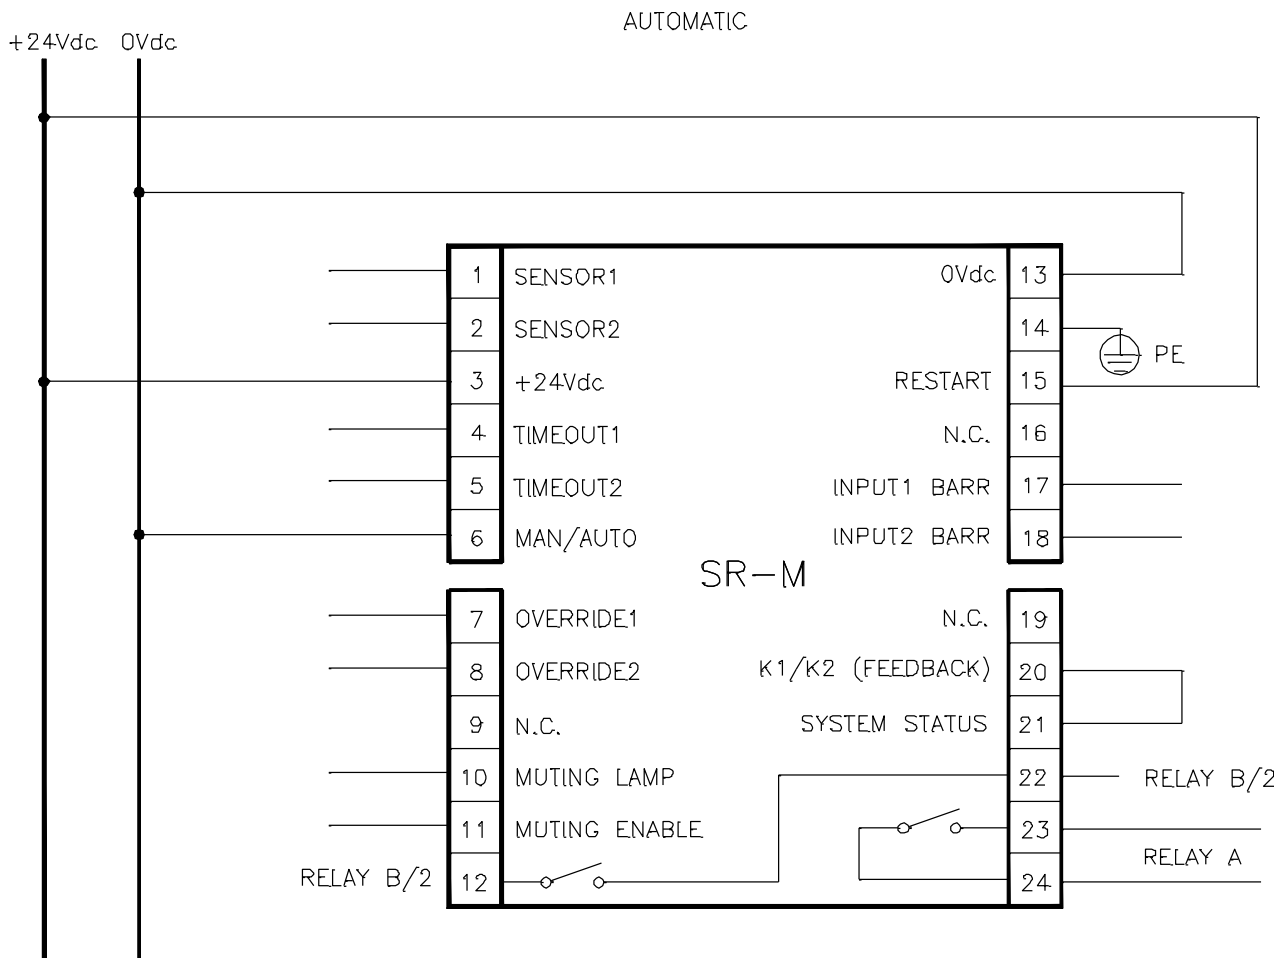 AUTOMATIC
+24Vdc 0Vdc
1 SENSOR1 0Vdc 13
2 SENSOR2 14
PE
3 +24Vdc RESTART 15
4 TIMEOUT1 N.C. 16
5 TIMEOUT2 INPUT1 BARR 17
6 MAN/AUTO INPUT2 BARR 18
SR-M
7 OVERRIDE1 N.C. 19
8 OVERRIDE2 K1/K2 (FEEDBACK) 20
9 N.C. SYSTEM STATUS 21
10 MUTING LAMP 22 RELAY B/2
11 MUTING ENABLE 23
RELAY A
RELAY B/2 12 24